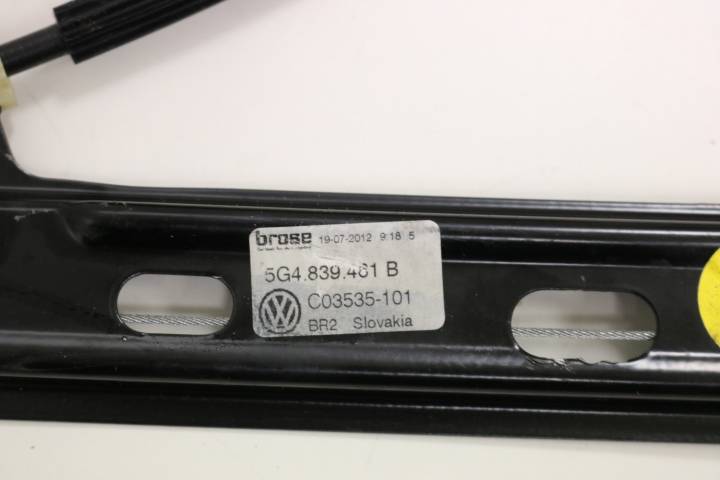 brose 19-07-2012 9:18 5
5G4.839.461 B
C03535-101
BR2 Slovakia